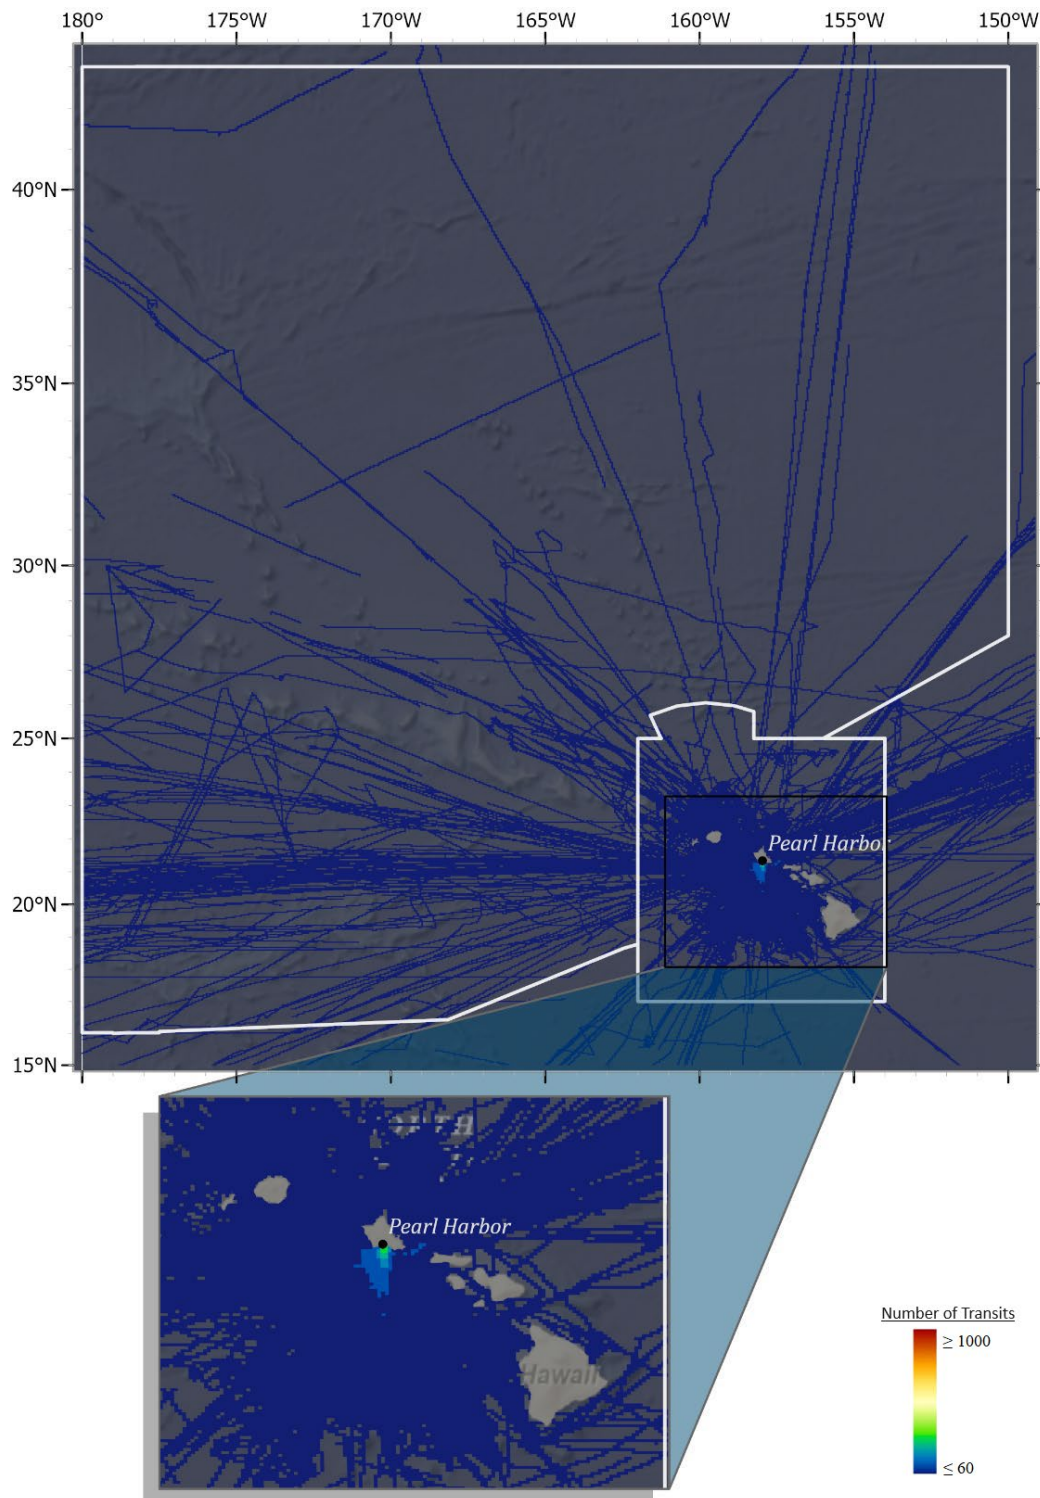 180° 175°W 170°W 165°W 160°W 155°W 150°W
40°N
35°N
30°N
25°N
Pearl Harbor
20°N
15°N
Pearl Harbor
Hawaii
Number of Transits
≥ 1000
≤ 60